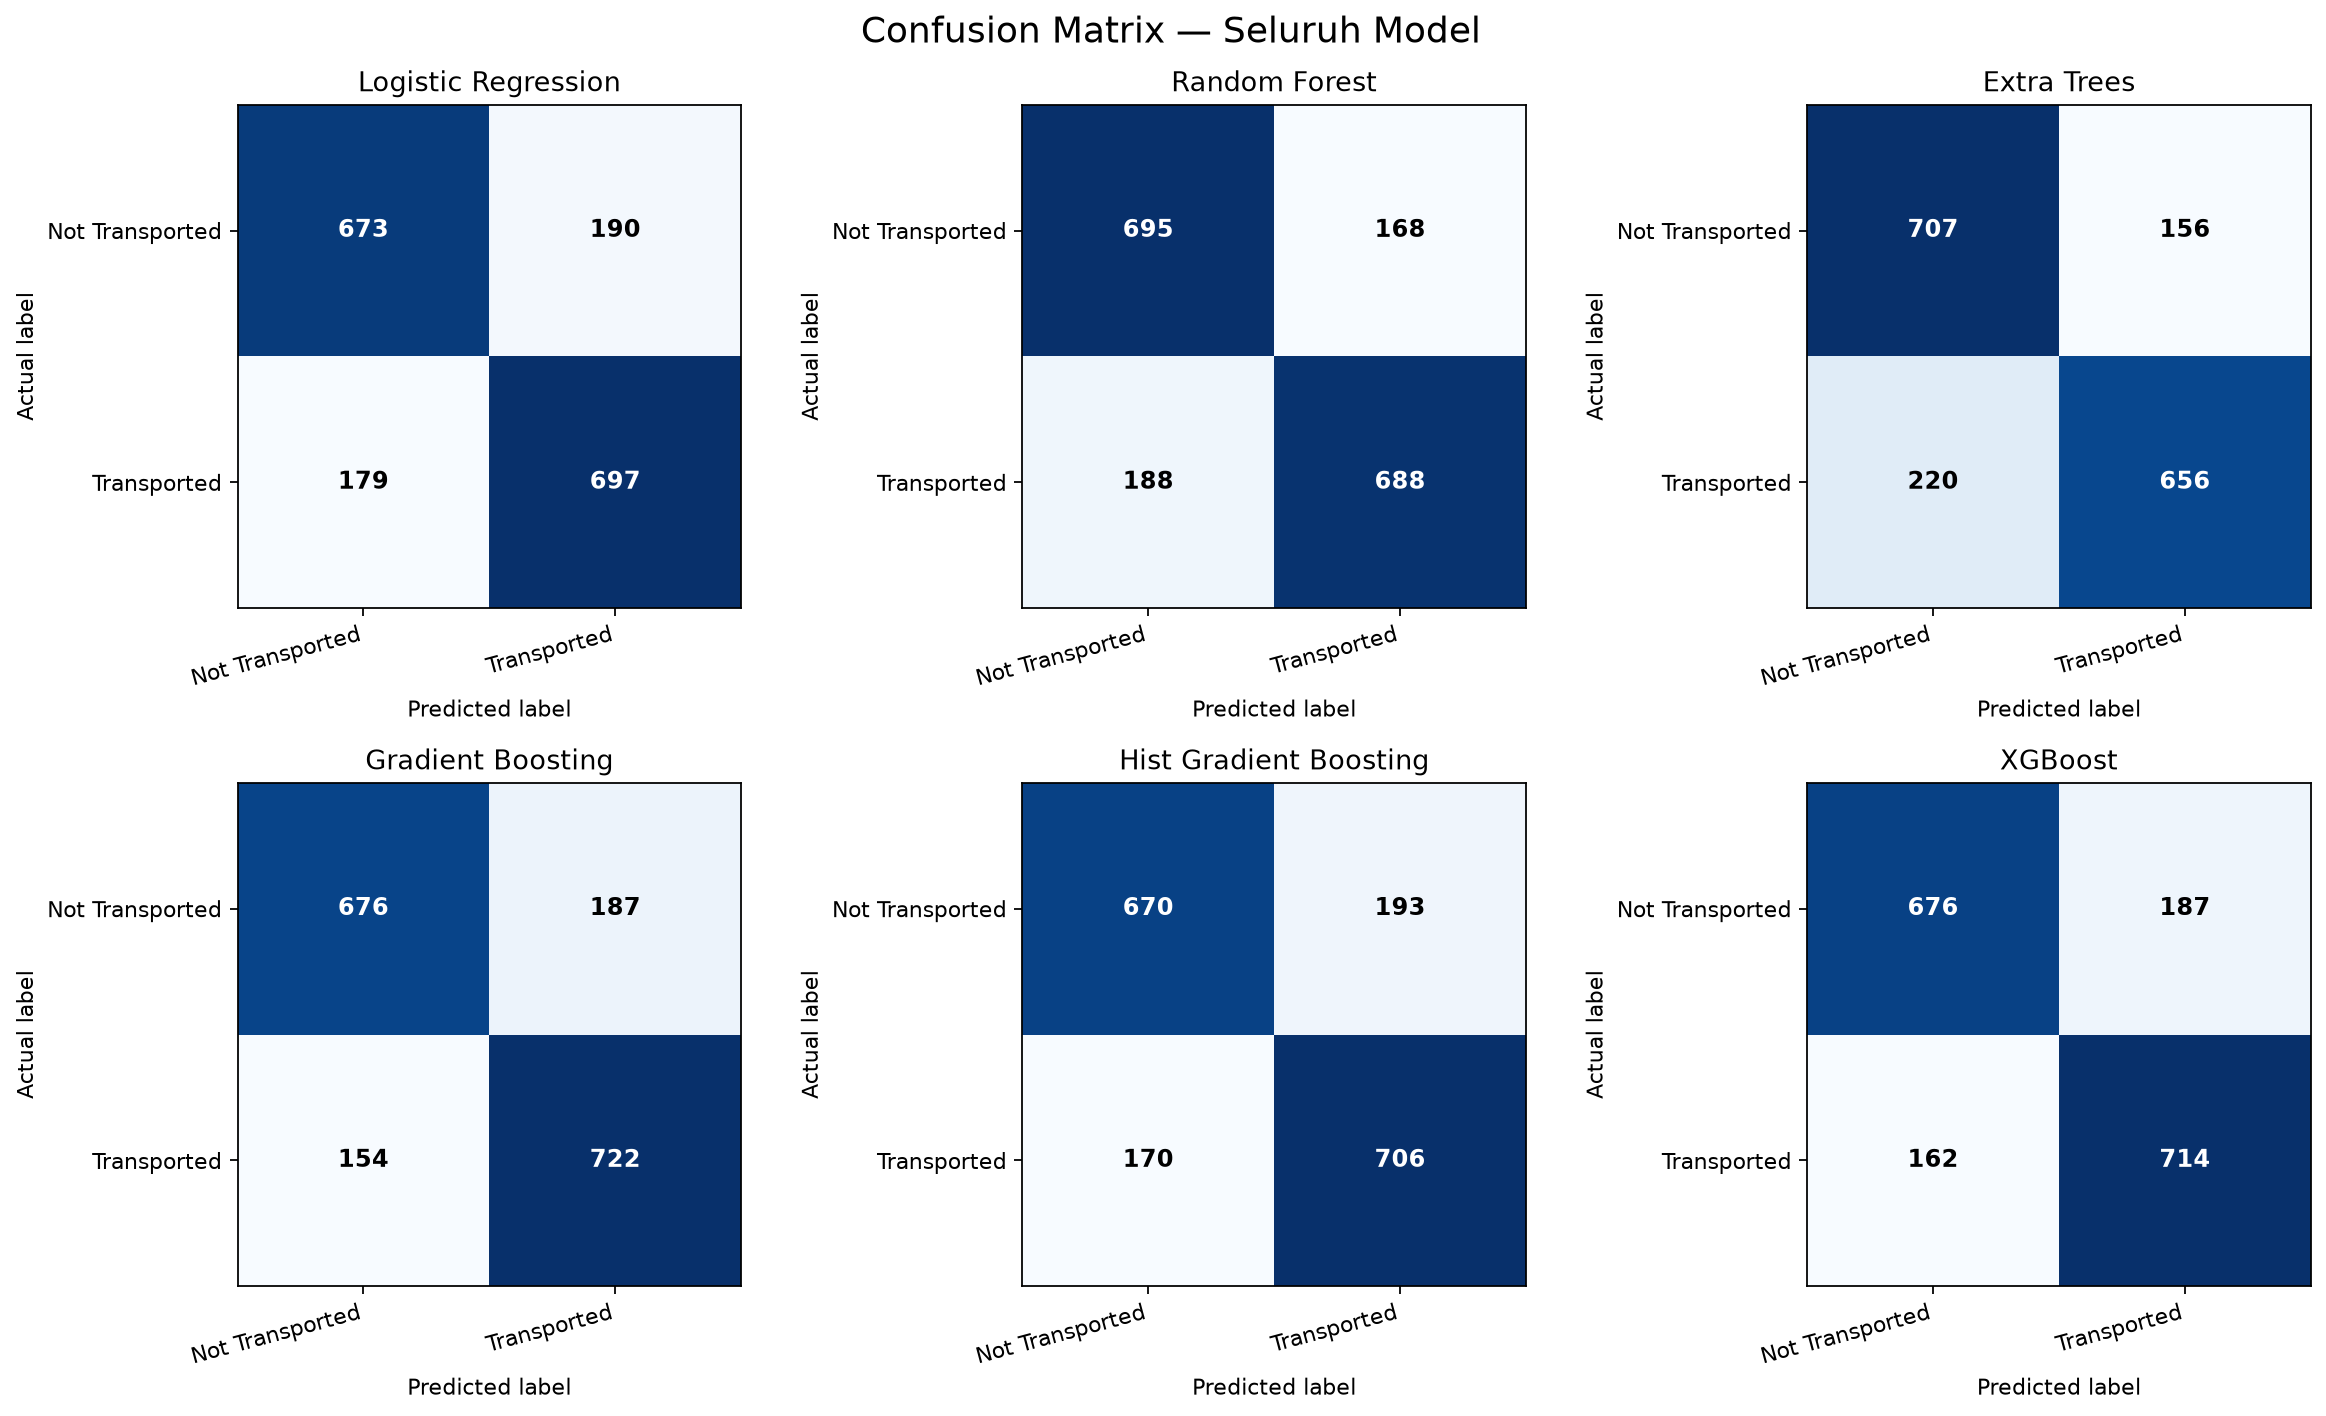 Confusion Matrix — Seluruh Model
Logistic Regression
Actual label
Not Transported
673
190
Transported
179
697
Not Transported
Transported
Predicted label
Random Forest
Actual label
Not Transported
695
168
Transported
188
688
Not Transported
Transported
Predicted label
Extra Trees
Actual label
Not Transported
707
156
Transported
220
656
Not Transported
Transported
Predicted label
Gradient Boosting
Actual label
Not Transported
676
187
Transported
154
722
Not Transported
Transported
Predicted label
Hist Gradient Boosting
Actual label
Not Transported
670
193
Transported
170
706
Not Transported
Transported
Predicted label
XGBoost
Actual label
Not Transported
676
187
Transported
162
714
Not Transported
Transported
Predicted label